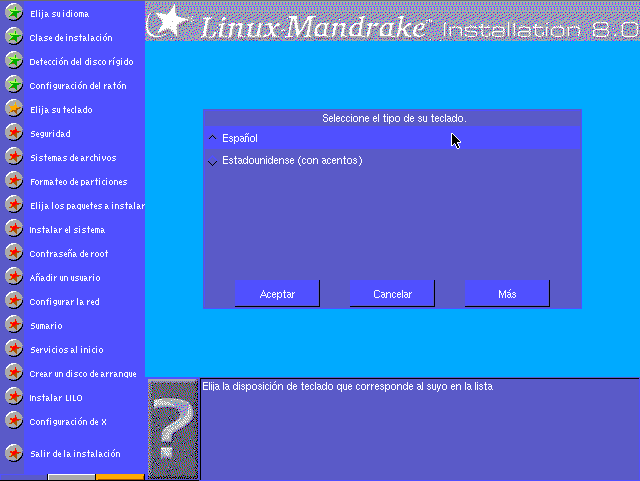 Linux-Mandrake™ Installation 8.0
Elija su idioma
Clase de instalación
Detección del disco rígido
Configuración del ratón
Elija su teclado
Seguridad
Sistemas de archivos
Formateo de particiones
Elija los paquetes a instalar
Instalar el sistema
Contraseña de root
Añadir un usuario
Configurar la red
Sumario
Servicios al inicio
Crear un disco de arranque
Instalar LILO
Configuración de X
Salir de la instalación
Seleccione el tipo de su teclado.
Español
Estadounidense (con acentos)
Aceptar Cancelar Más
Elija la disposición de teclado que corresponde al suyo en la lista